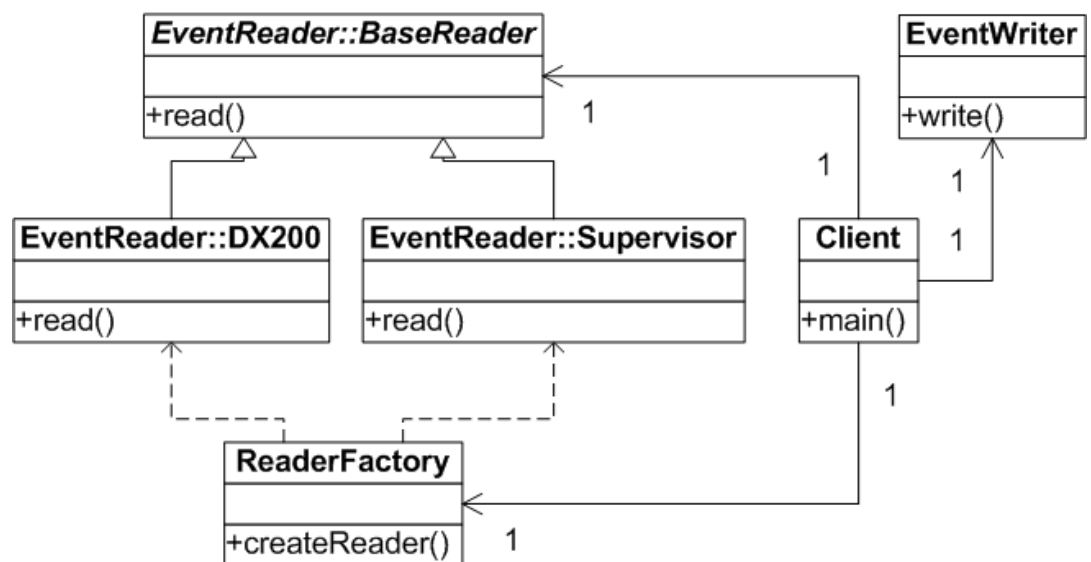 EventReader::BaseReader
+read()
EventWriter
+write()
1
1
1
1
EventReader::DX200
+read()
EventReader::Supervisor
+read()
Client
+main()
1
ReaderFactory
+createReader()
1